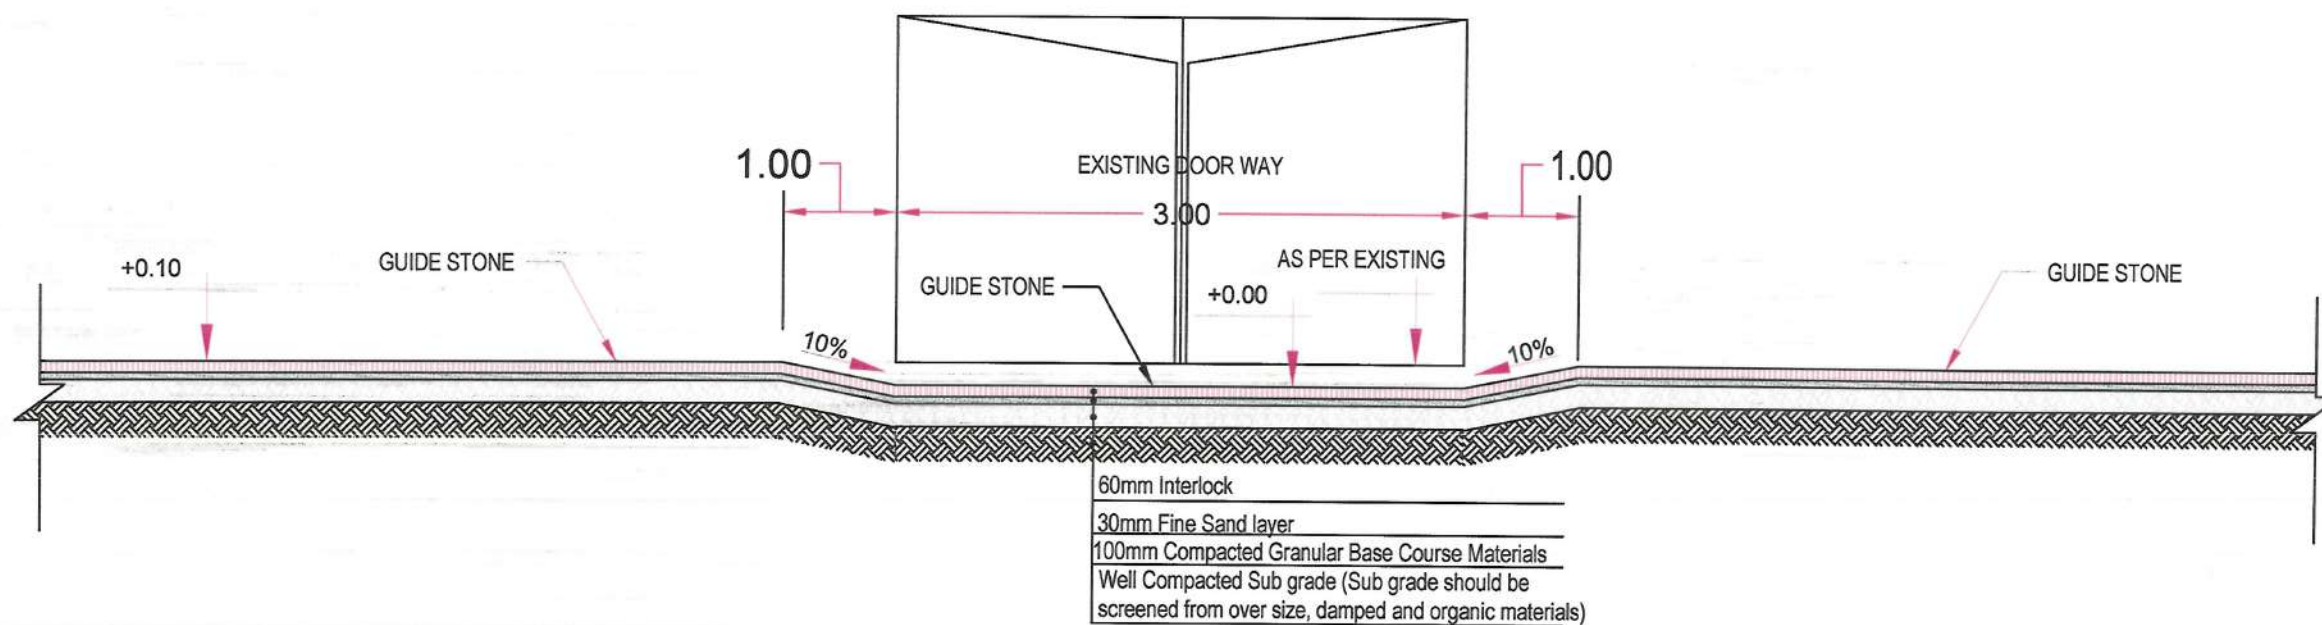 1.00
EXISTING DOOR WAY
1.00
3.00
+0.10
GUIDE STONE
GUIDE STONE
+0.00
AS PER EXISTING
GUIDE STONE
10%
10%
60mm Interlock
30mm Fine Sand layer
100mm Compacted Granular Base Course Materials
Well Compacted Sub grade (Sub grade should be
screened from over size, damped and organic materials)